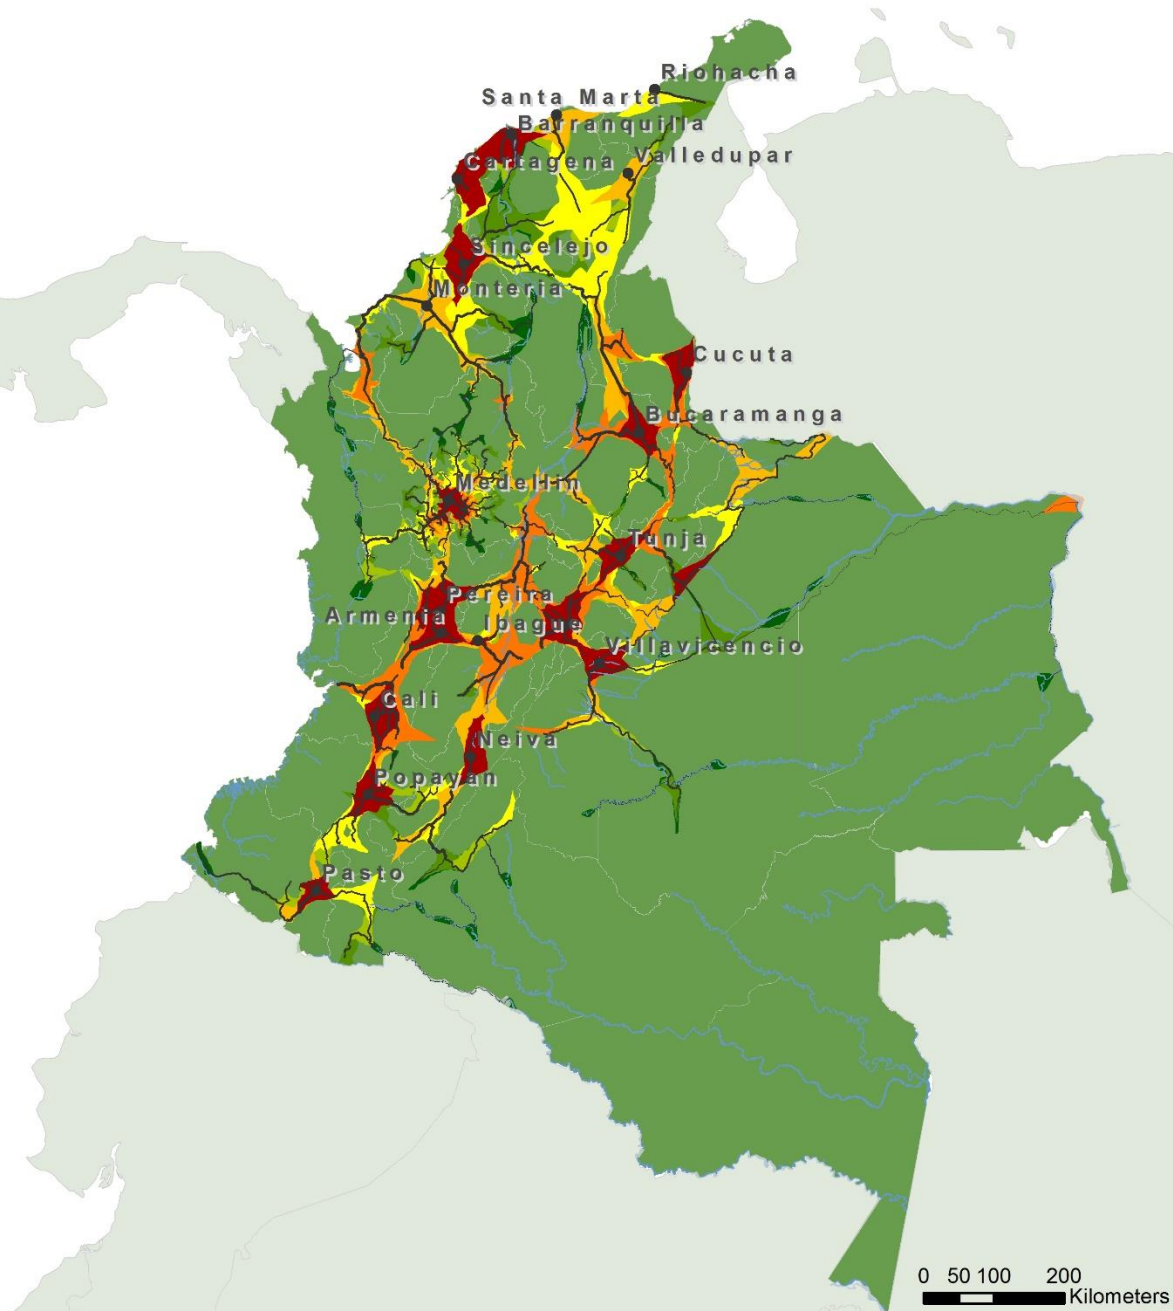 Riohacha
Santa Marta
Barranquilla
Cartagena
Valledupar
Sincelejo
Monteria
Cucuta
Bucaramanga
Medellin
Tunja
Pereira
Armenia
Ibague
Villavicencio
Cali
Neiva
Popayan
Pasto
0 50 100 200
Kilometers